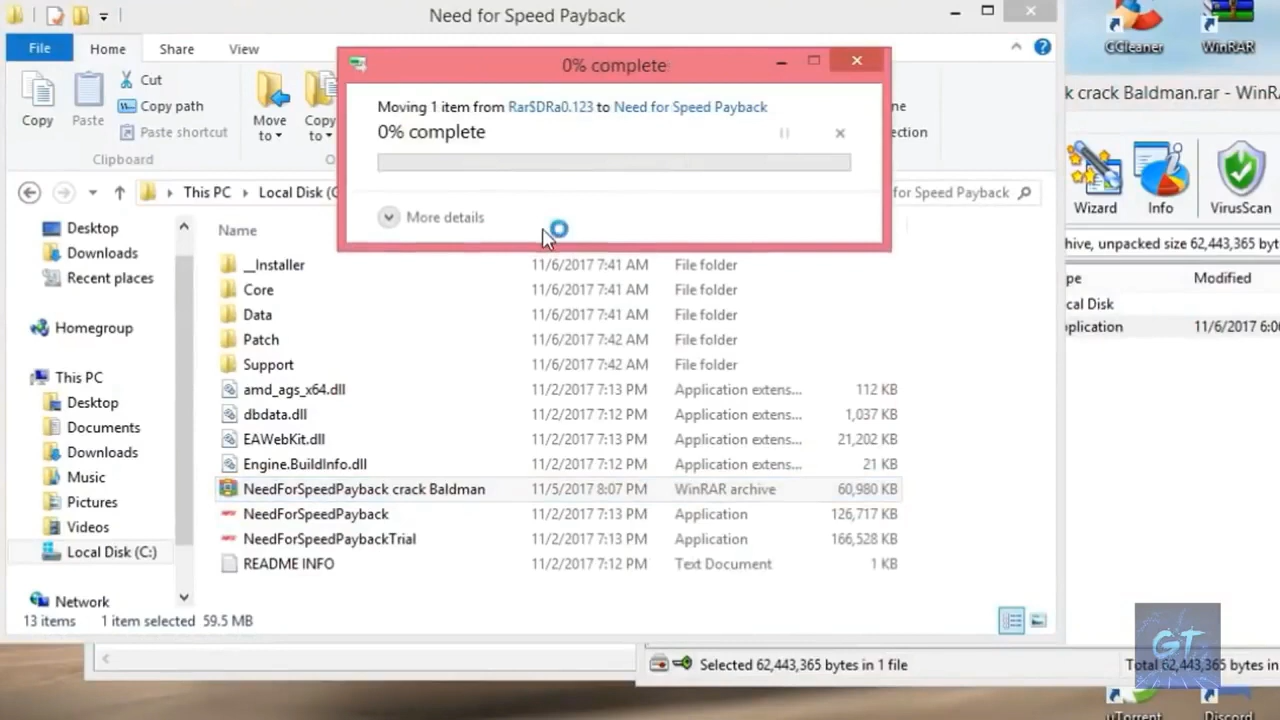 Need for Speed Payback
File Home Share View
Copy Paste Cut
Copy path
Paste shortcut
Clipboard
Move to Copy to
0% complete
Moving 1 item from Rar$DRa0.123 to Need for Speed Payback
0% complete
More details
This PC Local Disk (C
for Speed Payback
Name
Desktop
Downloads
Recent places
Homegroup
This PC
Desktop
Documents
Downloads
Music
Pictures
Videos
Local Disk (C:)
Network
__Installer 11/6/2017 7:41 AM File folder
Core 11/6/2017 7:41 AM File folder
Data 11/6/2017 7:41 AM File folder
Patch 11/6/2017 7:42 AM File folder
Support 11/6/2017 7:42 AM File folder
amd_ags_x64.dll 11/2/2017 7:13 PM Application extens... 112 KB
dbdata.dll 11/2/2017 7:12 PM Application extens... 1,037 KB
EAWebKit.dll 11/2/2017 7:13 PM Application extens... 21,202 KB
Engine.BuildInfo.dll 11/2/2017 7:12 PM Application extens... 21 KB
NeedForSpeedPayback crack Baldman 11/5/2017 8:07 PM WinRAR archive 60,980 KB
NeedForSpeedPayback 11/2/2017 7:13 PM Application 126,717 KB
NeedForSpeedPaybackTrial 11/2/2017 7:13 PM Application 166,528 KB
README INFO 11/2/2017 7:12 PM Text Document 1 KB
13 items 1 item selected 59.5 MB
CCleaner WinRAR
k crack Baldman.rar - WinR
Wizard Info VirusScan
hive, unpacked size 62,443,365 byt
pe Modified
cal Disk
pplication 11/6/2017 6:0
Selected 62,443,365 bytes in 1 file
Total 62,443,365 bytes in
GT
uTorrent Discord